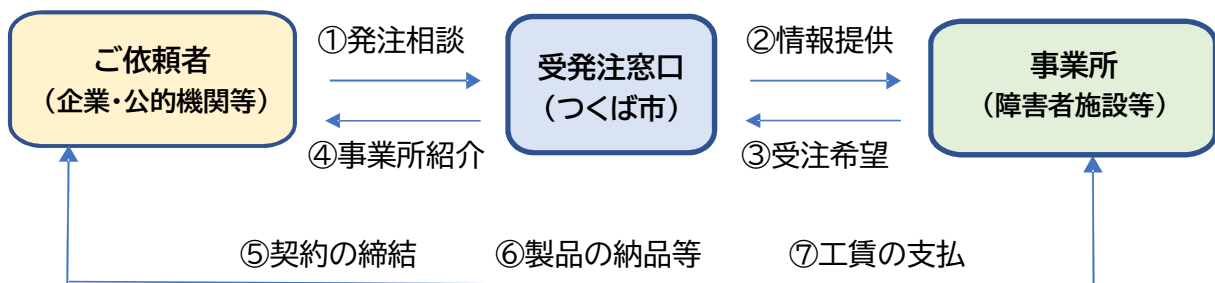 ご依頼者
（企業・公的機関等）
①発注相談
④事業所紹介
受発注窓口
（つくば市）
②情報提供
③受注希望
事業所
（障害者施設等）
⑤契約の締結
⑥製品の納品等
⑦工賃の支払